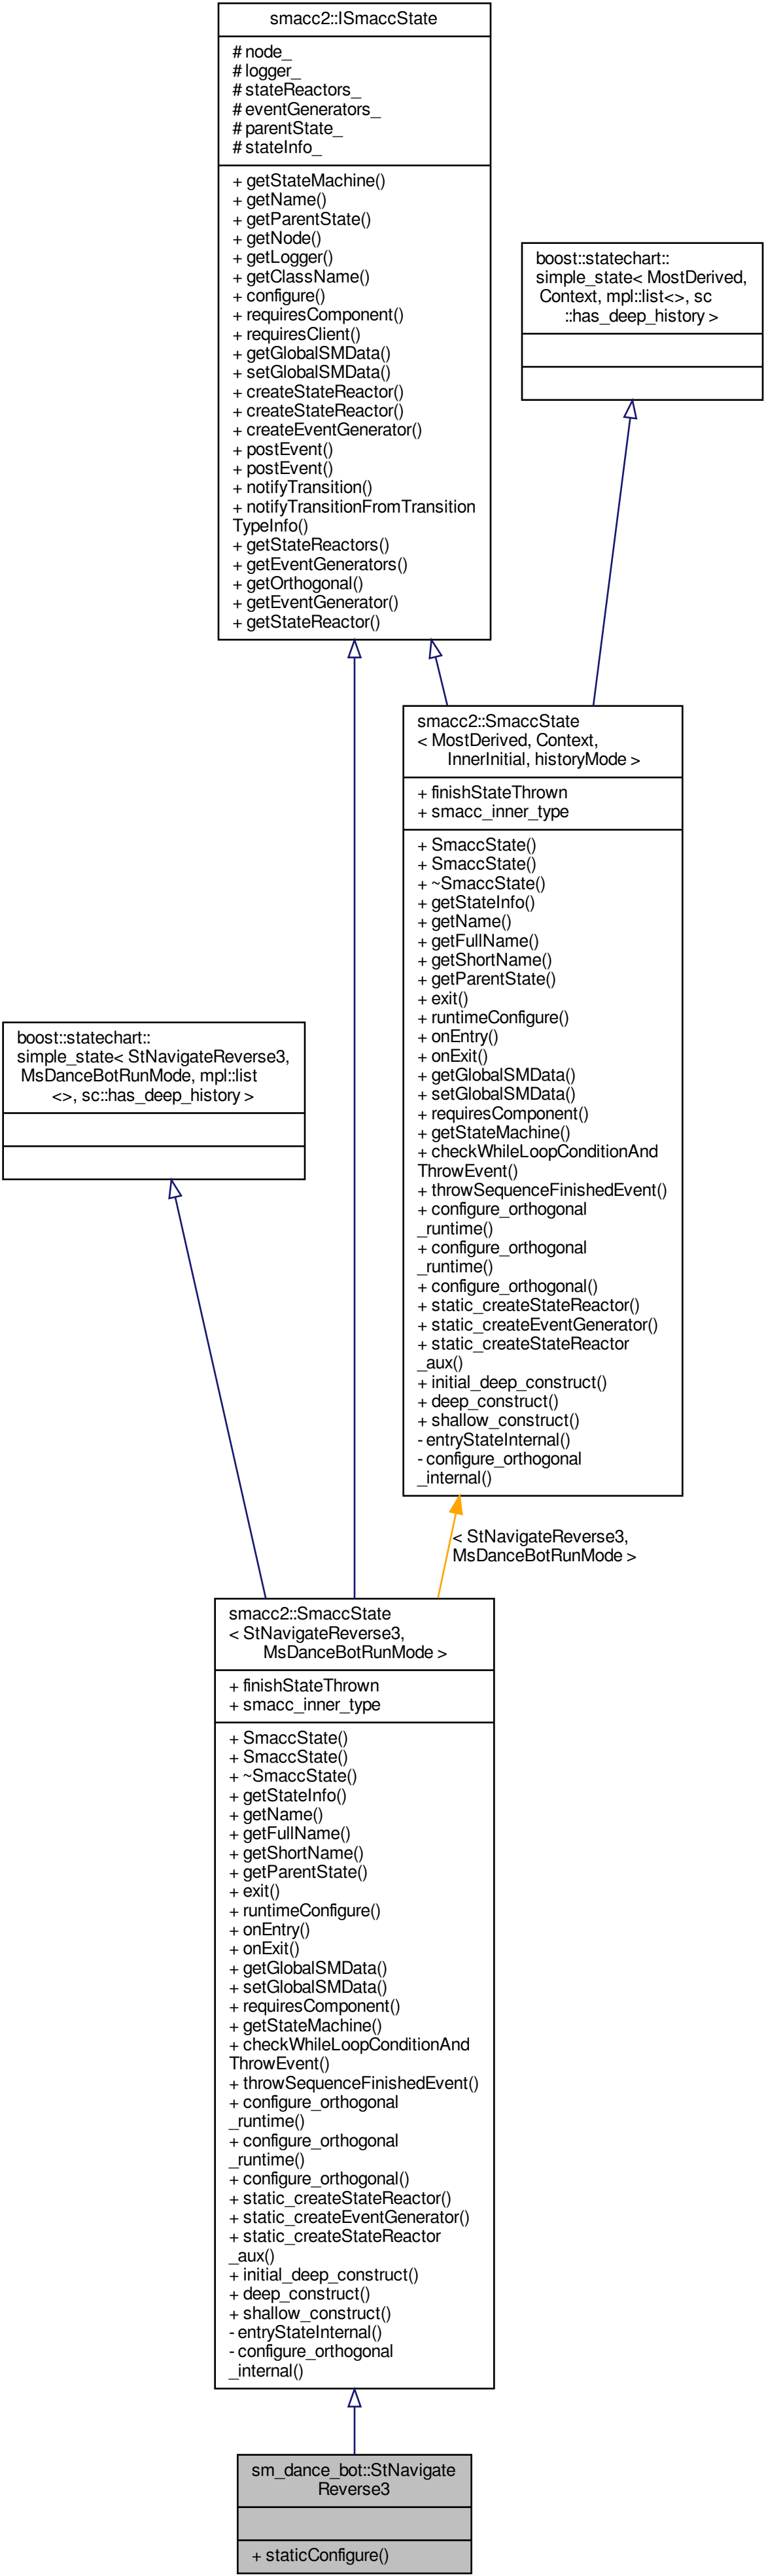 smacc2::ISmaccState
# node_
# logger_
# stateReactors_
# eventGenerators_
# parentState_
# stateInfo_
+ getStateMachine()
+ getName()
+ getParentState()
+ getNode()
+ getLogger()
+ getClassName()
+ configure()
+ requiresComponent()
+ requiresClient()
+ getGlobalSMData()
+ setGlobalSMData()
+ createStateReactor()
+ createStateReactor()
+ createEventGenerator()
+ postEvent()
+ postEvent()
+ notifyTransition()
+ notifyTransitionFromTransition
TypeInfo()
+ getStateReactors()
+ getEventGenerators()
+ getOrthogonal()
+ getEventGenerator()
+ getStateReactor()
boost::statechart::
simple_state< MostDerived,
Context, mpl::list<>, sc
::has_deep_history >
smacc2::SmaccState
< MostDerived, Context,
InnerInitial, historyMode >
+ finishStateThrown
+ smacc_inner_type
+ SmaccState()
+ SmaccState()
+ ~SmaccState()
+ getStateInfo()
+ getName()
+ getFullName()
+ getShortName()
+ getParentState()
+ exit()
+ runtimeConfigure()
+ onEntry()
+ onExit()
+ getGlobalSMData()
+ setGlobalSMData()
+ requiresComponent()
+ getStateMachine()
+ checkWhileLoopConditionAnd
ThrowEvent()
+ throwSequenceFinishedEvent()
+ configure_orthogonal
_runtime()
+ configure_orthogonal
_runtime()
+ configure_orthogonal()
+ static_createStateReactor()
+ static_createEventGenerator()
+ static_createStateReactor
_aux()
+ initial_deep_construct()
+ deep_construct()
+ shallow_construct()
- entryStateInternal()
- configure_orthogonal
_internal()
boost::statechart::
simple_state< StNavigateReverse3,
MsDanceBotRunMode, mpl::list
<>, sc::has_deep_history >
< StNavigateReverse3,
MsDanceBotRunMode >
smacc2::SmaccState
< StNavigateReverse3,
MsDanceBotRunMode >
+ finishStateThrown
+ smacc_inner_type
+ SmaccState()
+ SmaccState()
+ ~SmaccState()
+ getStateInfo()
+ getName()
+ getFullName()
+ getShortName()
+ getParentState()
+ exit()
+ runtimeConfigure()
+ onEntry()
+ onExit()
+ getGlobalSMData()
+ setGlobalSMData()
+ requiresComponent()
+ getStateMachine()
+ checkWhileLoopConditionAnd
ThrowEvent()
+ throwSequenceFinishedEvent()
+ configure_orthogonal
_runtime()
+ configure_orthogonal
_runtime()
+ configure_orthogonal()
+ static_createStateReactor()
+ static_createEventGenerator()
+ static_createStateReactor
_aux()
+ initial_deep_construct()
+ deep_construct()
+ shallow_construct()
- entryStateInternal()
- configure_orthogonal
_internal()
sm_dance_bot::StNavigate
Reverse3
+ staticConfigure()